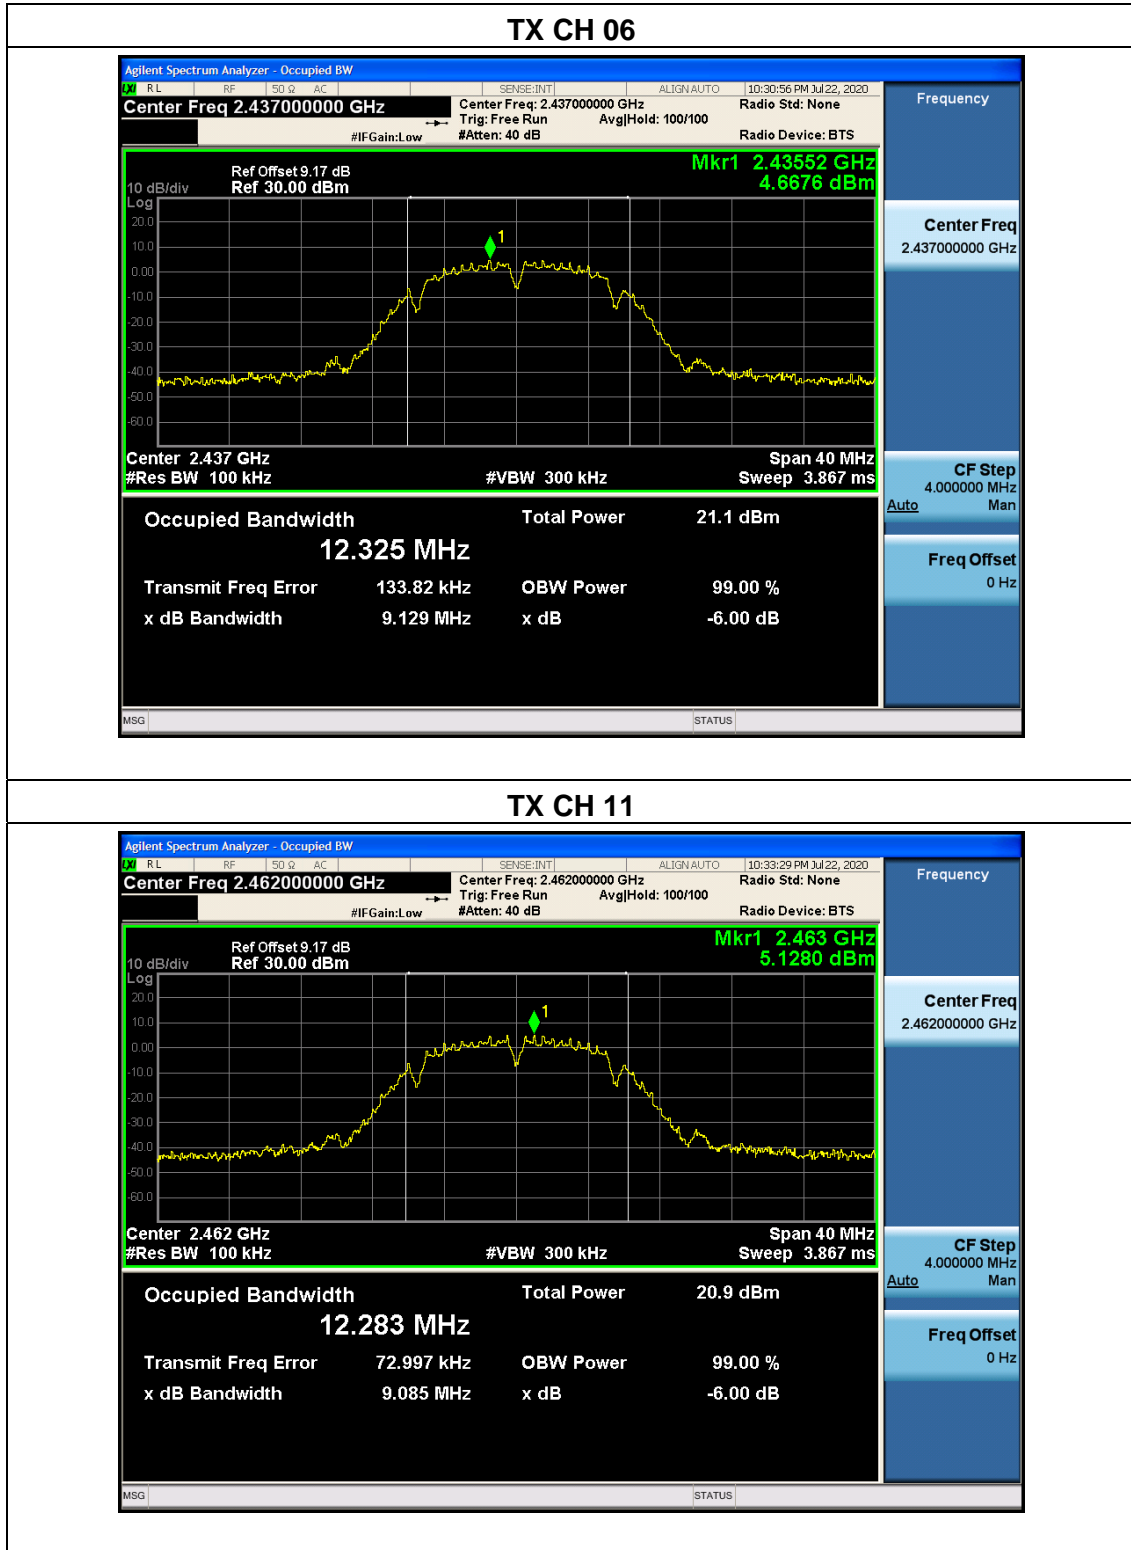 TX CH 06
Agilent Spectrum Analyzer - Occupied BW
LXI RL RF 50 Ω AC SENSE:INT ALIGN AUTO 10:30:56 PM Jul 22, 2020
Center Freq 2.437000000 GHz Center Freq: 2.437000000 GHz Radio Std: None Frequency
Trig: Free Run Avg|Hold: 100/100
#IFGain:Low #Atten: 40 dB Radio Device: BTS
Mkr1 2.43552 GHz
Ref Offset 9.17 dB
4.6676 dBm
10 dB/div Ref 30.00 dBm
Log
20.0
10.0
0.00
-10.0
-20.0
-30.0
-40.0
-50.0
-60.0
1
Center Freq
2.437000000 GHz
Center 2.437 GHz Span 40 MHz
#Res BW 100 kHz #VBW 300 kHz Sweep 3.867 ms
CF Step
4.000000 MHz
Auto Man
Occupied Bandwidth Total Power 21.1 dBm
12.325 MHz
Freq Offset
0 Hz
Transmit Freq Error 133.82 kHz OBW Power 99.00 %
x dB Bandwidth 9.129 MHz x dB -6.00 dB
MSG STATUS
TX CH 11
Agilent Spectrum Analyzer - Occupied BW
LXI RL RF 50 Ω AC SENSE:INT ALIGN AUTO 10:33:29 PM Jul 22, 2020
Center Freq 2.462000000 GHz Center Freq: 2.462000000 GHz Radio Std: None Frequency
Trig: Free Run Avg|Hold: 100/100
#IFGain:Low #Atten: 40 dB Radio Device: BTS
Mkr1 2.463 GHz
Ref Offset 9.17 dB
5.1280 dBm
10 dB/div Ref 30.00 dBm
Log
20.0
10.0
0.00
-10.0
-20.0
-30.0
-40.0
-50.0
-60.0
1
Center Freq
2.462000000 GHz
Center 2.462 GHz Span 40 MHz
#Res BW 100 kHz #VBW 300 kHz Sweep 3.867 ms
CF Step
4.000000 MHz
Auto Man
Occupied Bandwidth Total Power 20.9 dBm
12.283 MHz
Freq Offset
0 Hz
Transmit Freq Error 72.997 kHz OBW Power 99.00 %
x dB Bandwidth 9.085 MHz x dB -6.00 dB
MSG STATUS